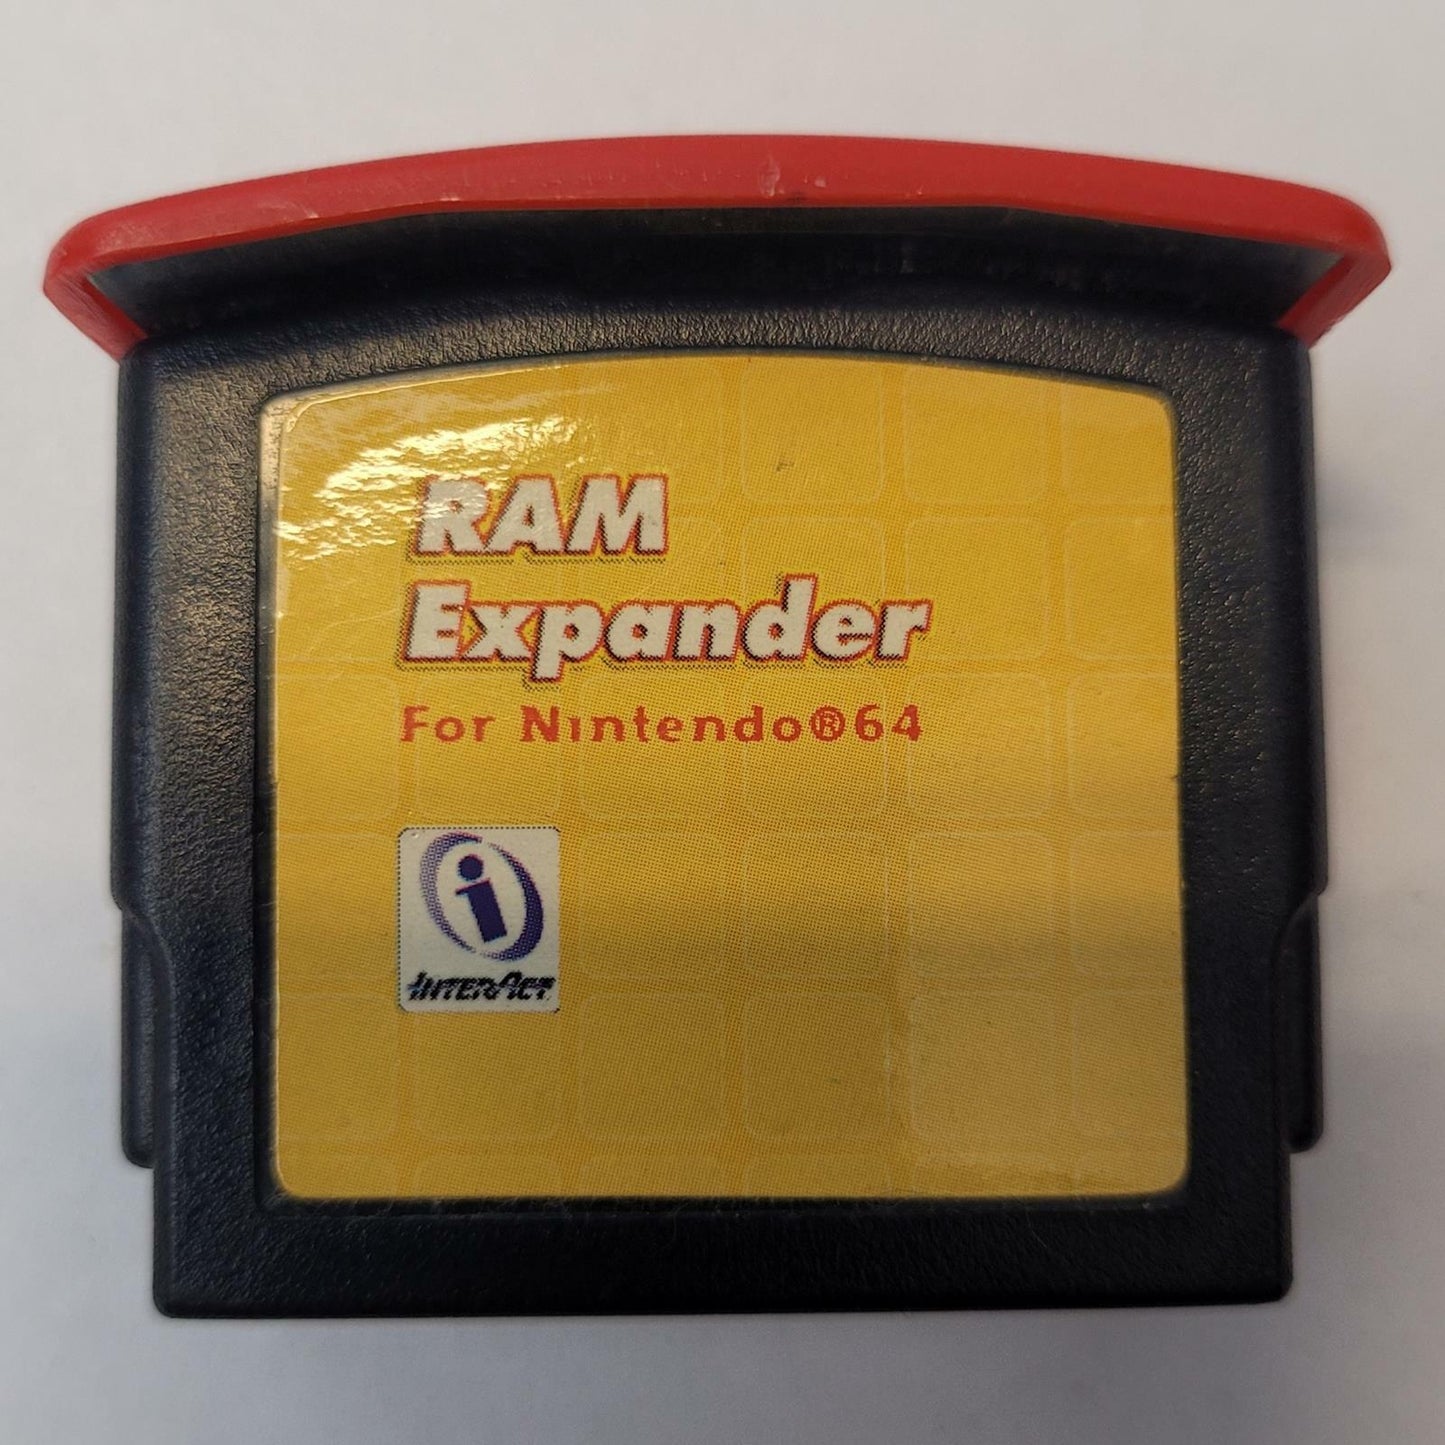 RAM
Expander
For Nintendo®64
i
INTERACT